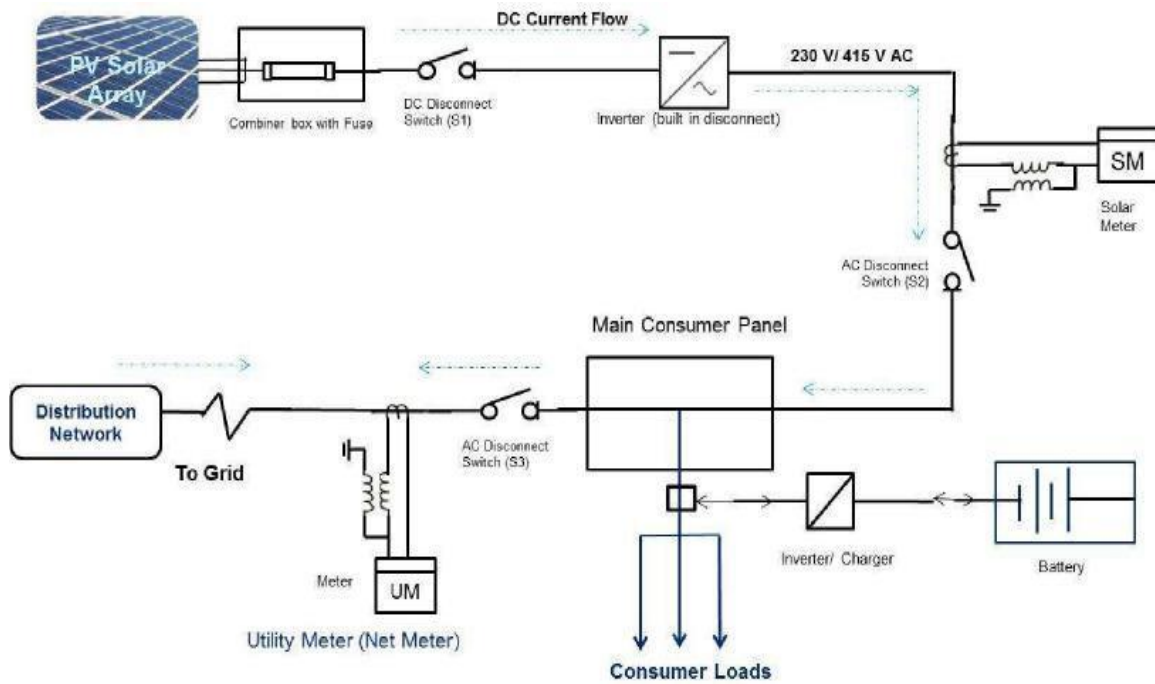 DC Current Flow
PV Solar
Array
230 V/ 415 V AC
Combiner box with Fuse
DC Disconnect
Switch (S1)
Inverter (built in disconnect)
SM
Solar
Meter
AC Disconnect
Switch (S2)
Main Consumer Panel
Distribution
Network
To Grid
AC Disconnect
Switch (S3)
Inverter/ Charger
Battery
Meter
UM
Utility Meter (Net Meter)
Consumer Loads